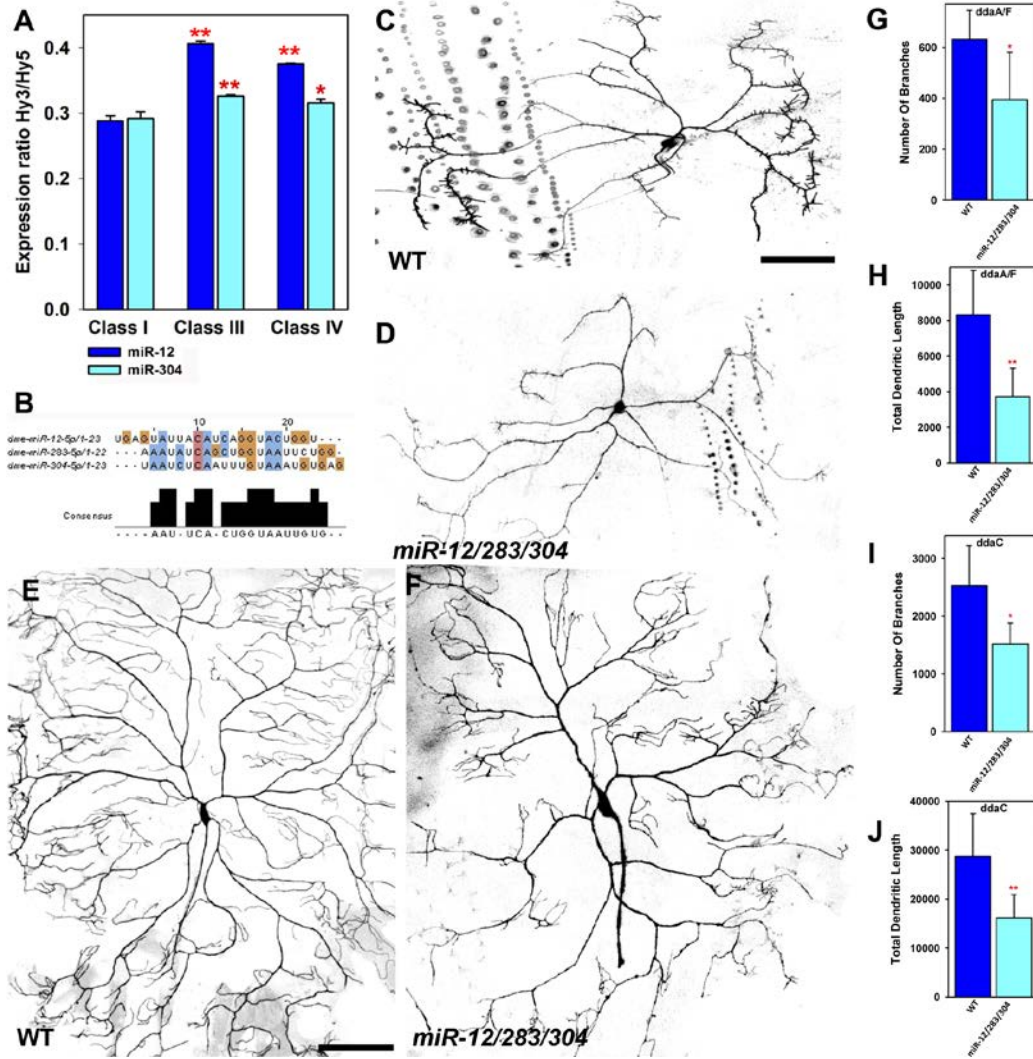 A
Expression ratio Hy3/Hy5
0.4
0.3
0.2
0.1
0.0
**
**
**
*
Class I Class III Class IV
miR-12
miR-304
B
10 20
dme-miR-12-5p/1-23 UGAGUAUUACAUCAGGUACUGGU
dme-miR-283-5p/1-22 AAAUAUCAGCUGGUAAUUCUGG
dme-miR-304-5p/1-23 UAAUCUCAAUUUGUAAAUGUGAG
Consensus
AAU-UCA-CUGGUAAUUGUG
C
WT
D
miR-12/283/304
E
WT
F
miR-12/283/304
G
ddaA/F
Number Of Branches
600
400
200
0
*
WT
miR-12/283/304
H
ddaA/F
Total Dendritic Length
10000
8000
6000
4000
2000
0
**
WT
miR-12/283/304
I
ddaC
Number Of Branches
3000
2000
1000
0
*
WT
miR-12/283/304
J
ddaC
Total Dendritic Length
40000
30000
20000
10000
0
**
WT
miR-12/283/304